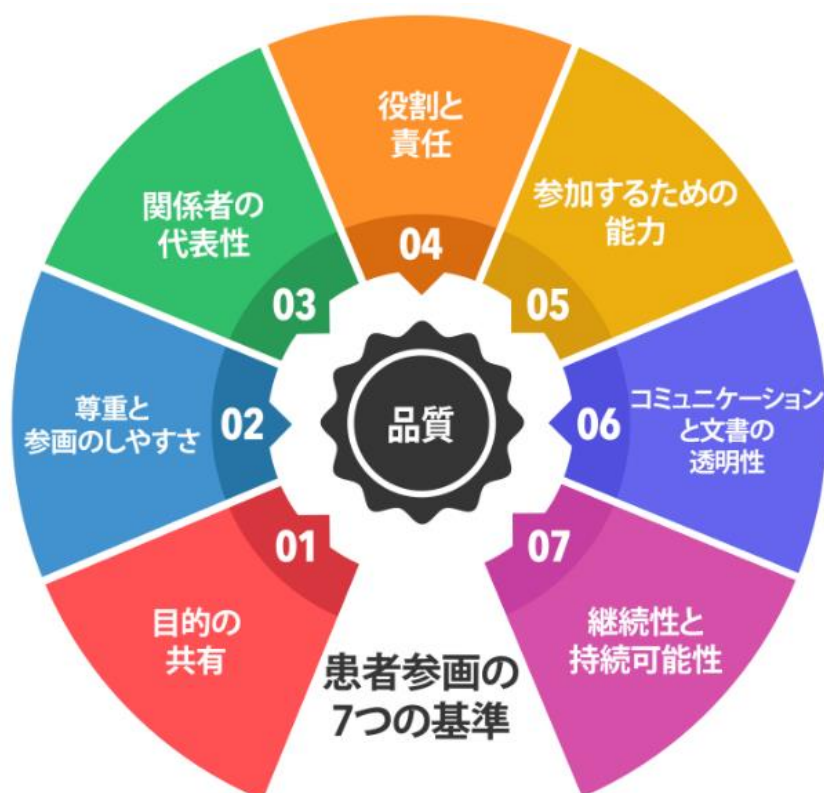 目的の
共有
01
尊重と
参画のしやすさ
02
関係者の
代表性
03
役割と
責任
04
参加するための
能力
05
コミュニケーション
と文書の
透明性
06
継続性と
持続可能性
07
品質
患者参画の
7つの基準